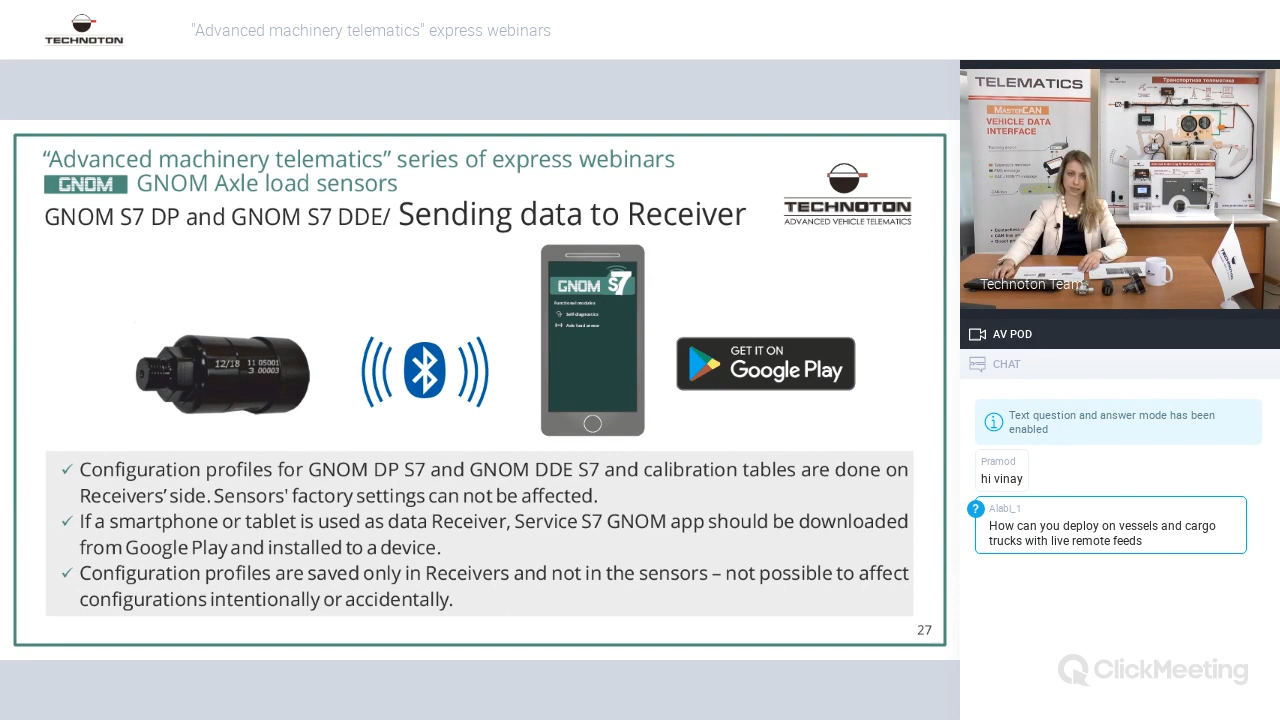 TECHNOTON
"Advanced machinery telematics" express webinars
“Advanced machinery telematics” series of express webinars
GNOM GNOM Axle load sensors
GNOM S7 DP and GNOM S7 DDE/ Sending data to Receiver
TECHNOTON
ADVANCED VEHICLE TELEMATICS
12/18 11 05001
3 00003
GNOM S7
Functional modules
Self-diagnostics
Axle load sensor
GET IT ON
Google Play
✓ Configuration profiles for GNOM DP S7 and GNOM DDE S7 and calibration tables are done on
Receivers’ side. Sensors' factory settings can not be affected.
✓ If a smartphone or tablet is used as data Receiver, Service S7 GNOM app should be downloaded
from Google Play and installed to a device.
✓ Configuration profiles are saved only in Receivers and not in the sensors – not possible to affect
configurations intentionally or accidentally.
27
TELEMATICS
MasterCAN
VEHICLE DATA
INTERFACE
Транспортная телематика
TECHNOTON
Technoton Team
AV POD
CHAT
Text question and answer mode has been
enabled
Pramod
hi vinay
?
Alabi_1
How can you deploy on vessels and cargo
trucks with live remote feeds
ClickMeeting